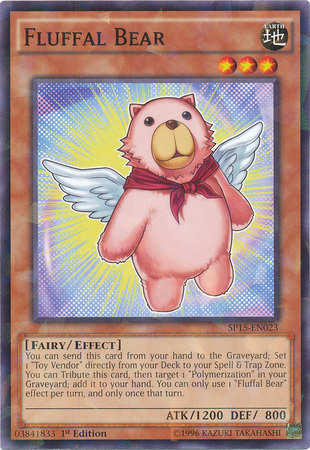 Fluffal Bear
EARTH
地
SP15-EN023
[Fairy/Effect]
You can send this card from your hand to the Graveyard; Set
1 "Toy Vendor" directly from your Deck to your Spell & Trap Zone.
You can Tribute this card, then target 1 "Polymerization" in
your Graveyard; add it to your hand. You can only use 1 "Fluffal Bear"
effect per turn, and only once that turn.
ATK/1200 DEF/ 800
03841833 1st Edition ©1996 KAZUKI TAKAHASHI